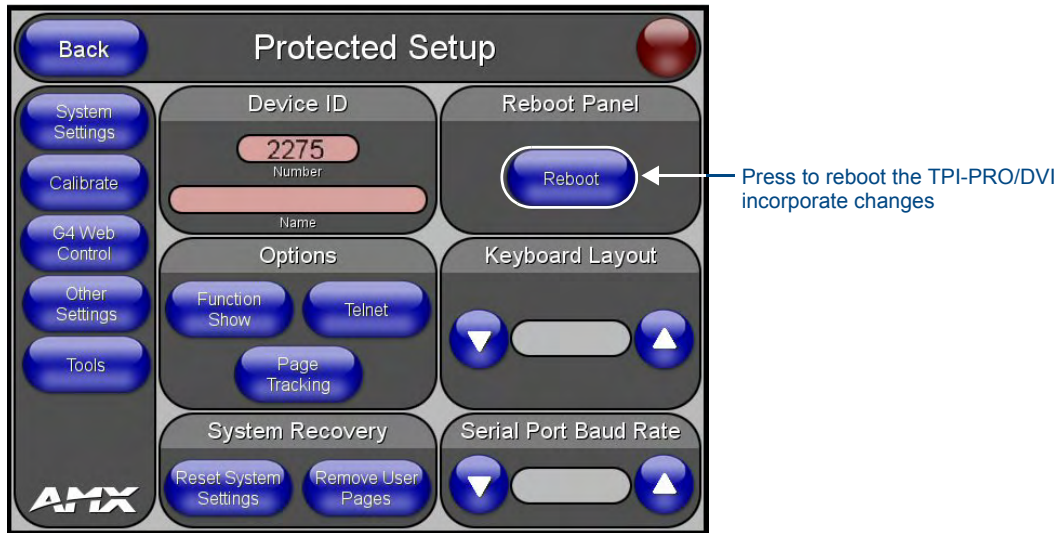 Back
Protected Setup
System
Settings
Calibrate
G4 Web
Control
Other
Settings
Tools
AMX
Device ID
2275
Number
Name
Reboot Panel
Reboot
Press to reboot the TPI-PRO/DVI
incorporate changes
Options
Function
Show
Telnet
Page
Tracking
Keyboard Layout
System Recovery
Reset System
Settings
Remove User
Pages
Serial Port Baud Rate